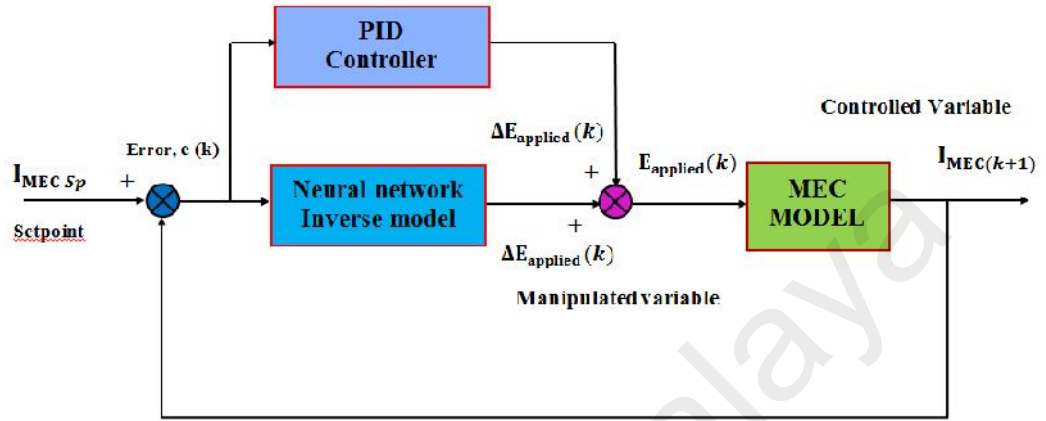 PID
Controller
Controlled Variable
ΔE_applied(k)
Error, e (k)
+
E_applied(k)
I_MEC(k+1)
I_MEC Sp
+
Neural network
Inverse model
MEC
MODEL
Setpoint
+
ΔE_applied(k)
Manipulated variable